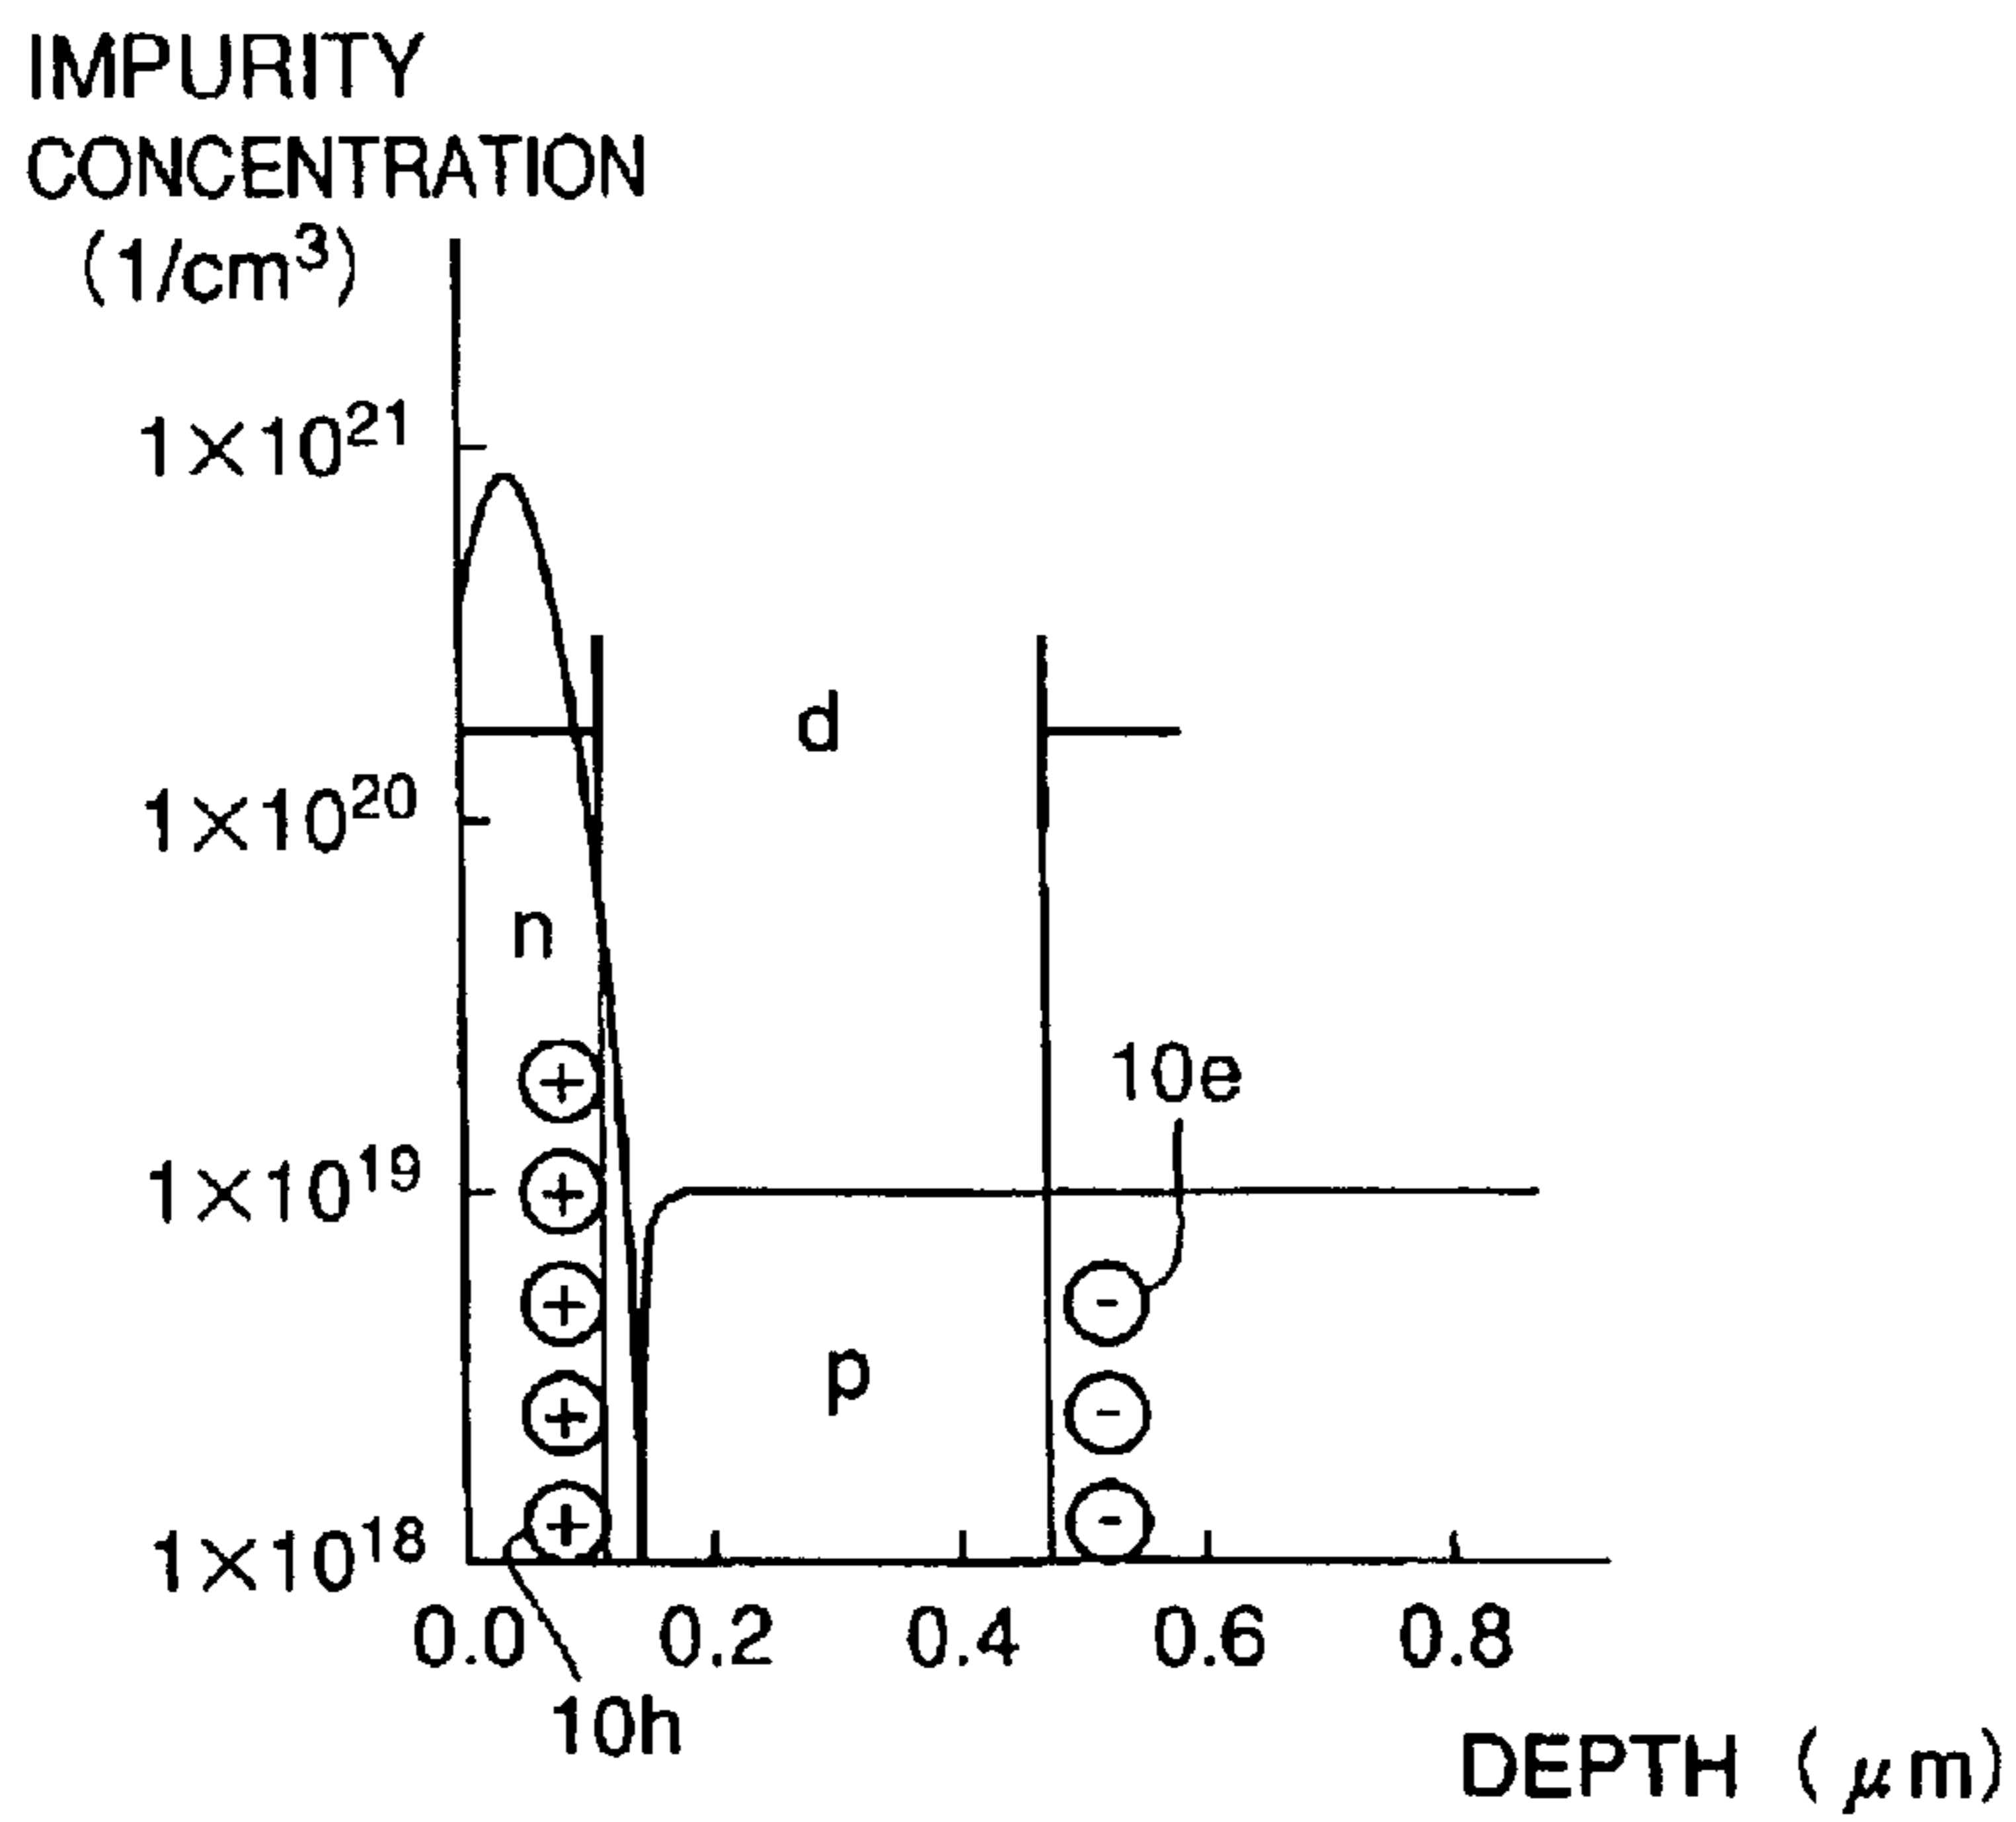 IMPURITY
CONCENTRATION
(1/cm³)
1×10²¹
d
1×10²⁰
n
10e
+
1×10¹⁹
+
+
-
p
+
-
+
-
1×10¹⁸
0.0 0.2 0.4 0.6 0.8
10h
DEPTH (μm)